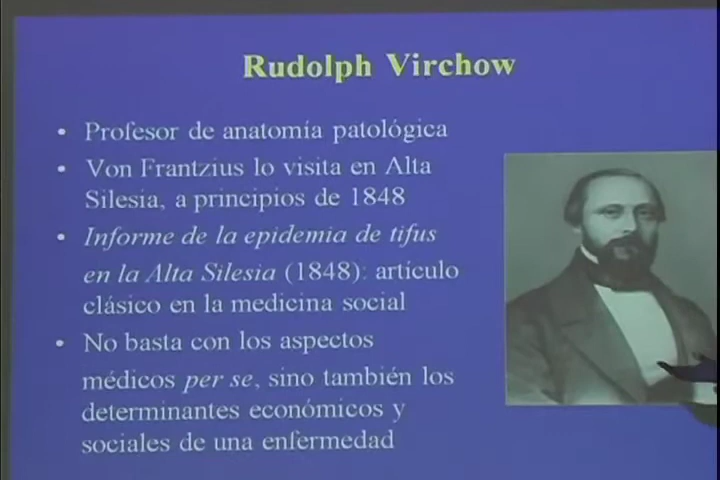 Rudolph Virchow
• Profesor de anatomía patológica
• Von Frantzius lo visita en Alta
Silesia, a principios de 1848
• Informe de la epidemia de tifus
en la Alta Silesia (1848): artículo
clásico en la medicina social
• No basta con los aspectos
médicos per se, sino también los
determinantes económicos y
sociales de una enfermedad